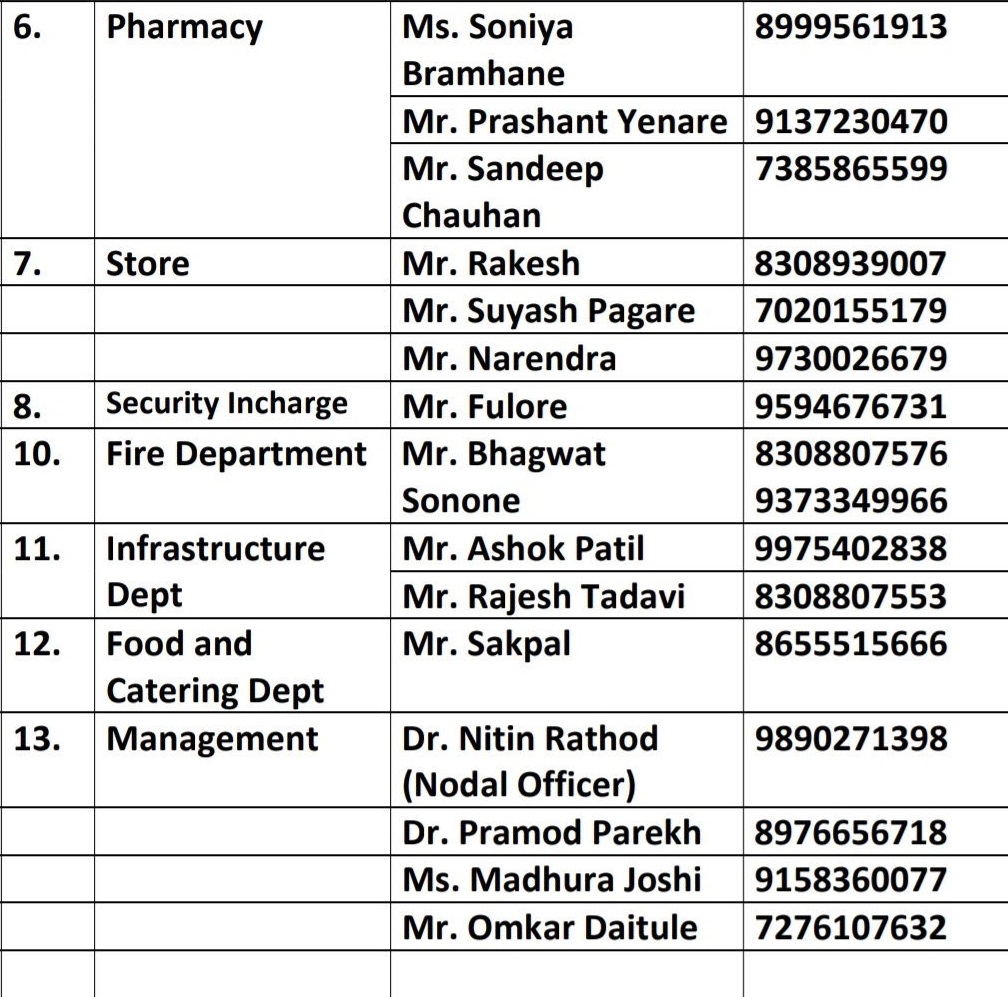 6. Pharmacy Ms. Soniya 8999561913
Bramhane
Mr. Prashant Yenare 9137230470
Mr. Sandeep 7385865599
Chauhan
7. Store Mr. Rakesh 8308939007
Mr. Suyash Pagare 7020155179
Mr. Narendra 9730026679
8. Security Incharge Mr. Fulore 9594676731
10. Fire Department Mr. Bhagwat 8308807576
Sonone 9373349966
11. Infrastructure Mr. Ashok Patil 9975402838
Dept Mr. Rajesh Tadavi 8308807553
12. Food and Mr. Sakpal 8655515666
Catering Dept
13. Management Dr. Nitin Rathod 9890271398
(Nodal Officer)
Dr. Pramod Parekh 8976656718
Ms. Madhura Joshi 9158360077
Mr. Omkar Daitule 7276107632